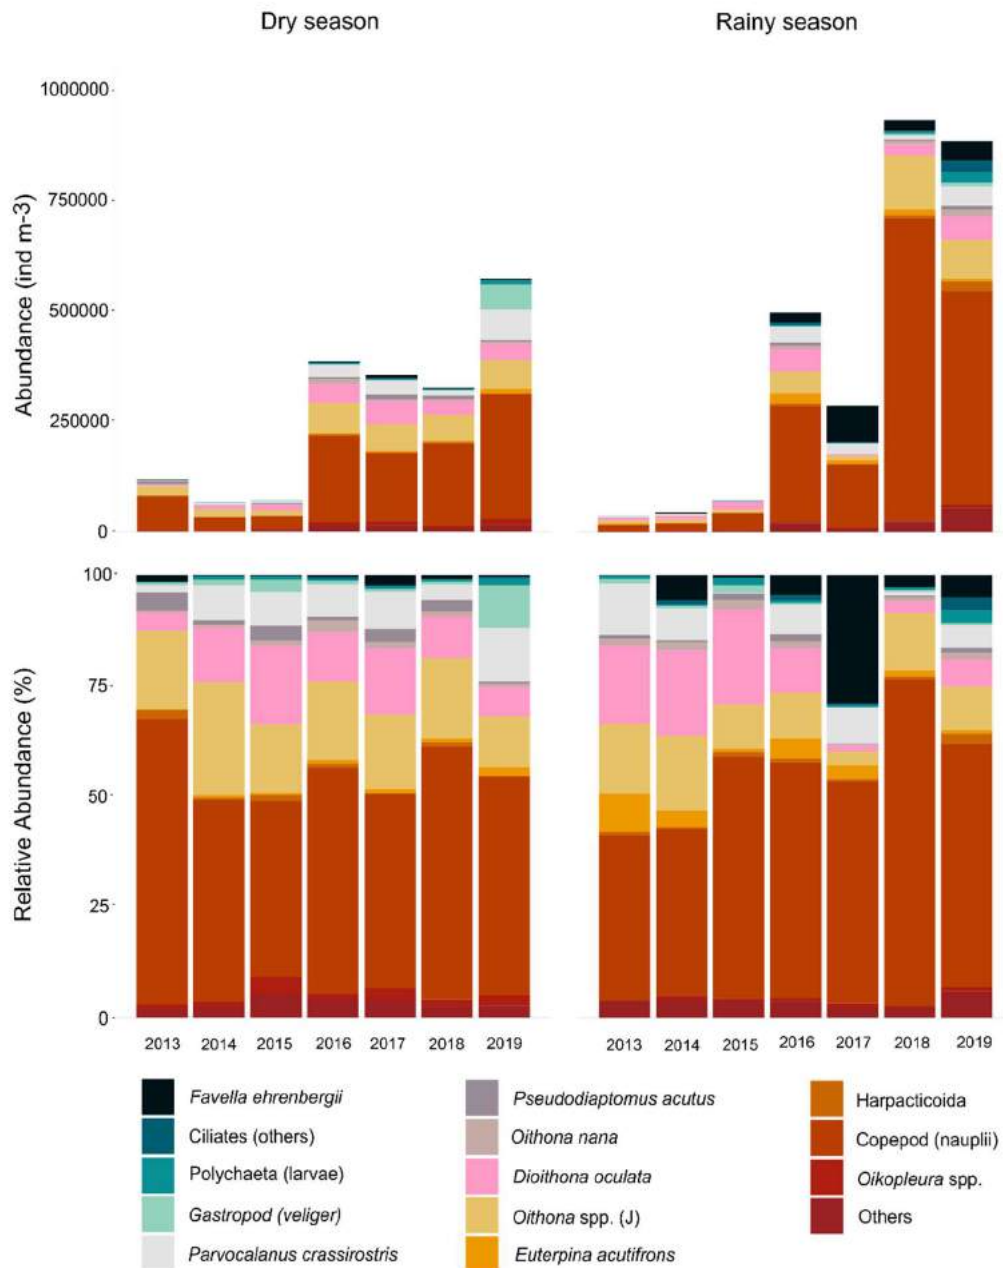 Dry season
Rainy season
Abundance (ind m-3)
1000000
750000
500000
250000
0
Relative Abundance (%)
100
75
50
25
0
2013 2014 2015 2016 2017 2018 2019
2013 2014 2015 2016 2017 2018 2019
Favella ehrenbergii
Ciliates (others)
Polychaeta (larvae)
Gastropod (veliger)
Parvocalanus crassirostris
Pseudodiaptomus acutus
Oithona nana
Dioithona oculata
Oithona spp. (J)
Euterpina acutifrons
Harpacticoida
Copepod (nauplii)
Oikopleura spp.
Others